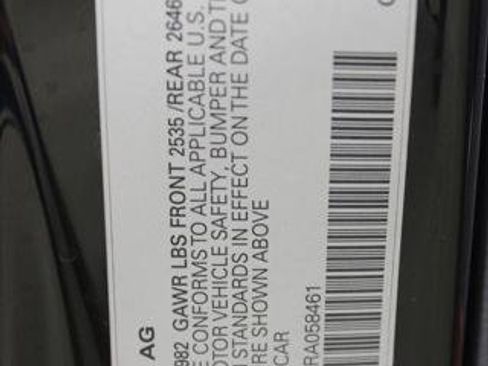 AG
982 GAWR LBS FRONT 2535 /REAR 2646
E CONFORMS TO ALL APPLICABLE U.S.
OTOR VEHICLE SAFETY, BUMPER AND T
STANDARDS IN EFFECT ON THE DATE
RE SHOWN ABOVE
CAR
RA058461